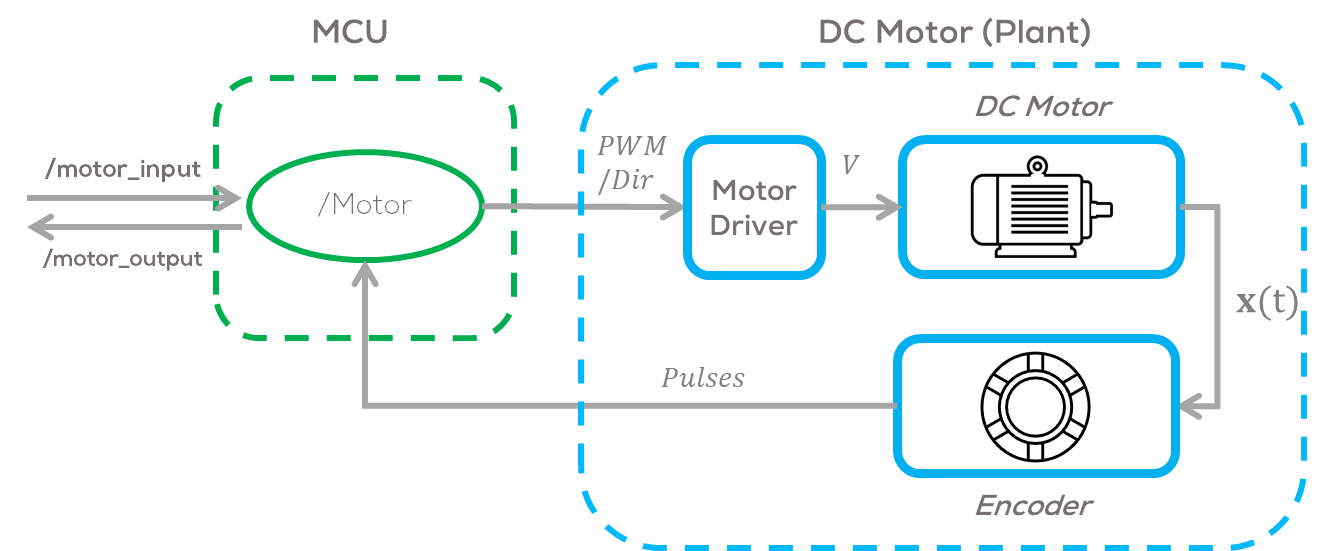 MCU
DC Motor (Plant)
DC Motor
/motor_input
/Motor
/motor_output
PWM
/Dir
Motor
Driver
V
x(t)
Pulses
Encoder